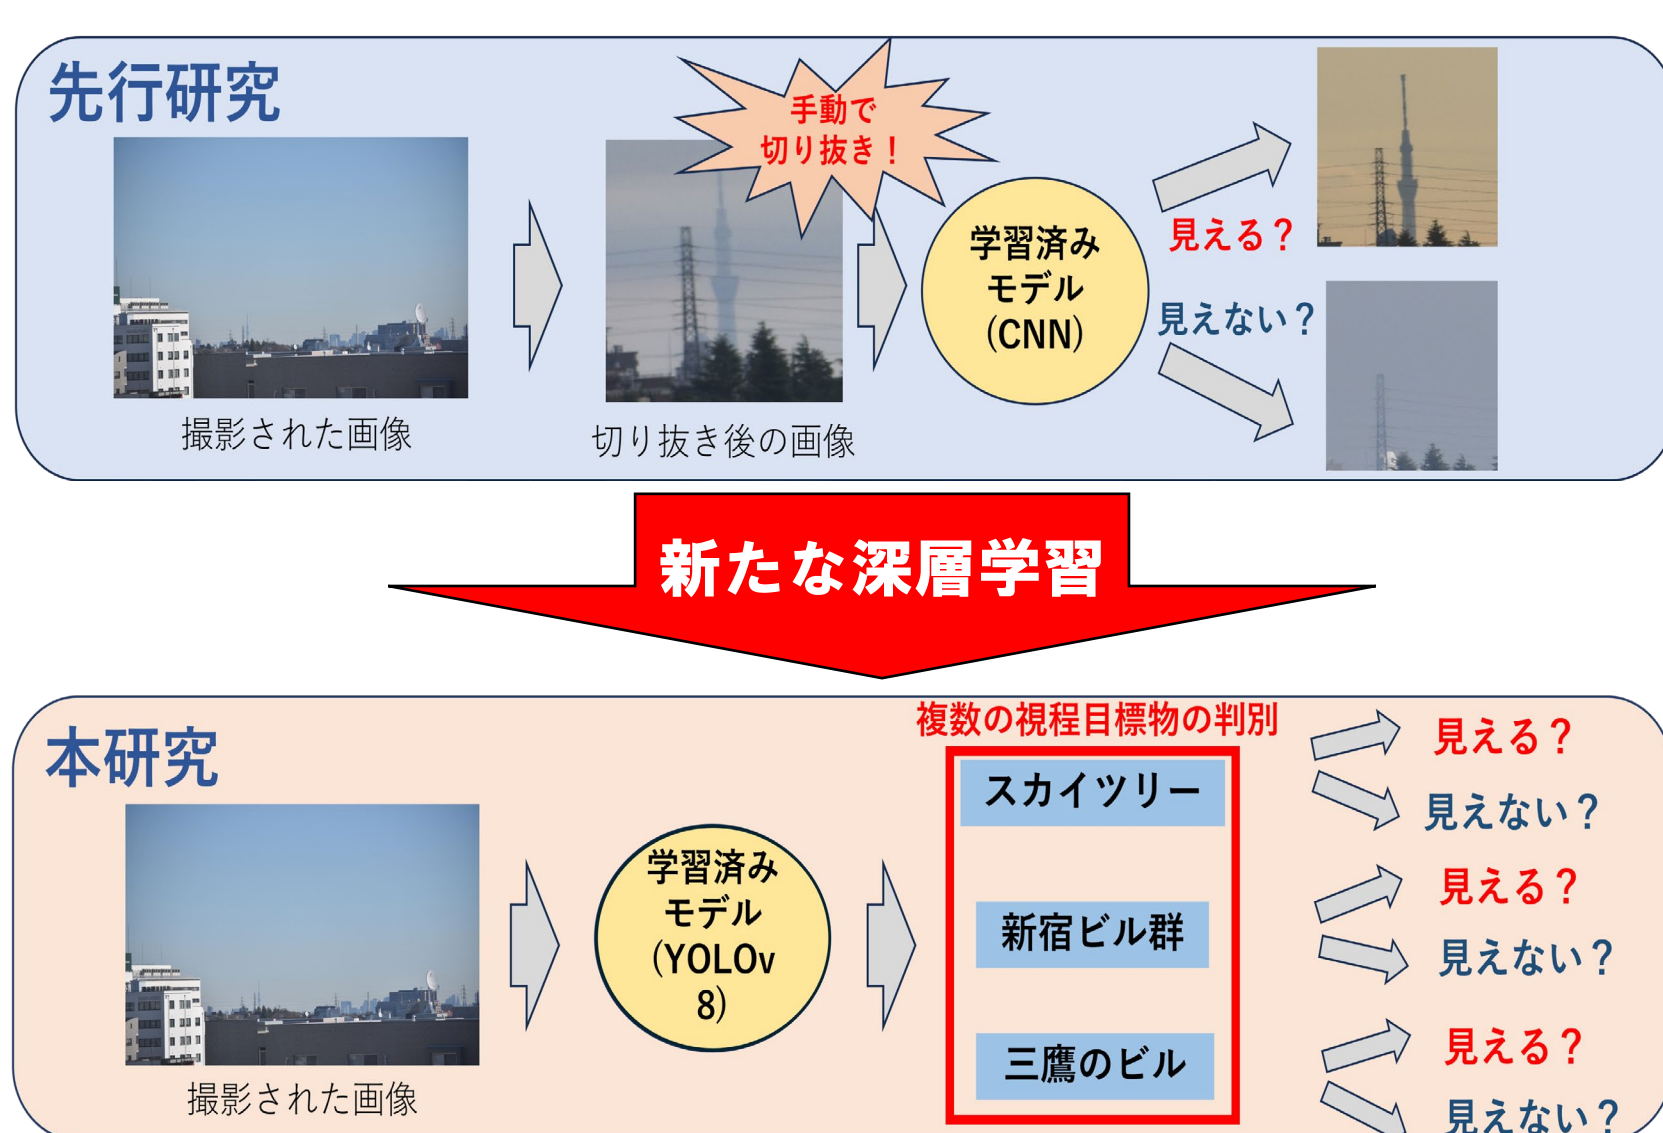 先行研究
手動で
切り抜き！
学習済み
モデル
(CNN)
見える？
見えない？
撮影された画像
切り抜き後の画像
新たな深層学習
本研究
複数の視程目標物の判別
学習済み
モデル
(YOLOv
8)
スカイツリー
新宿ビル群
三鷹のビル
見える？
見えない？
見える？
見えない？
見える？
見えない？
撮影された画像